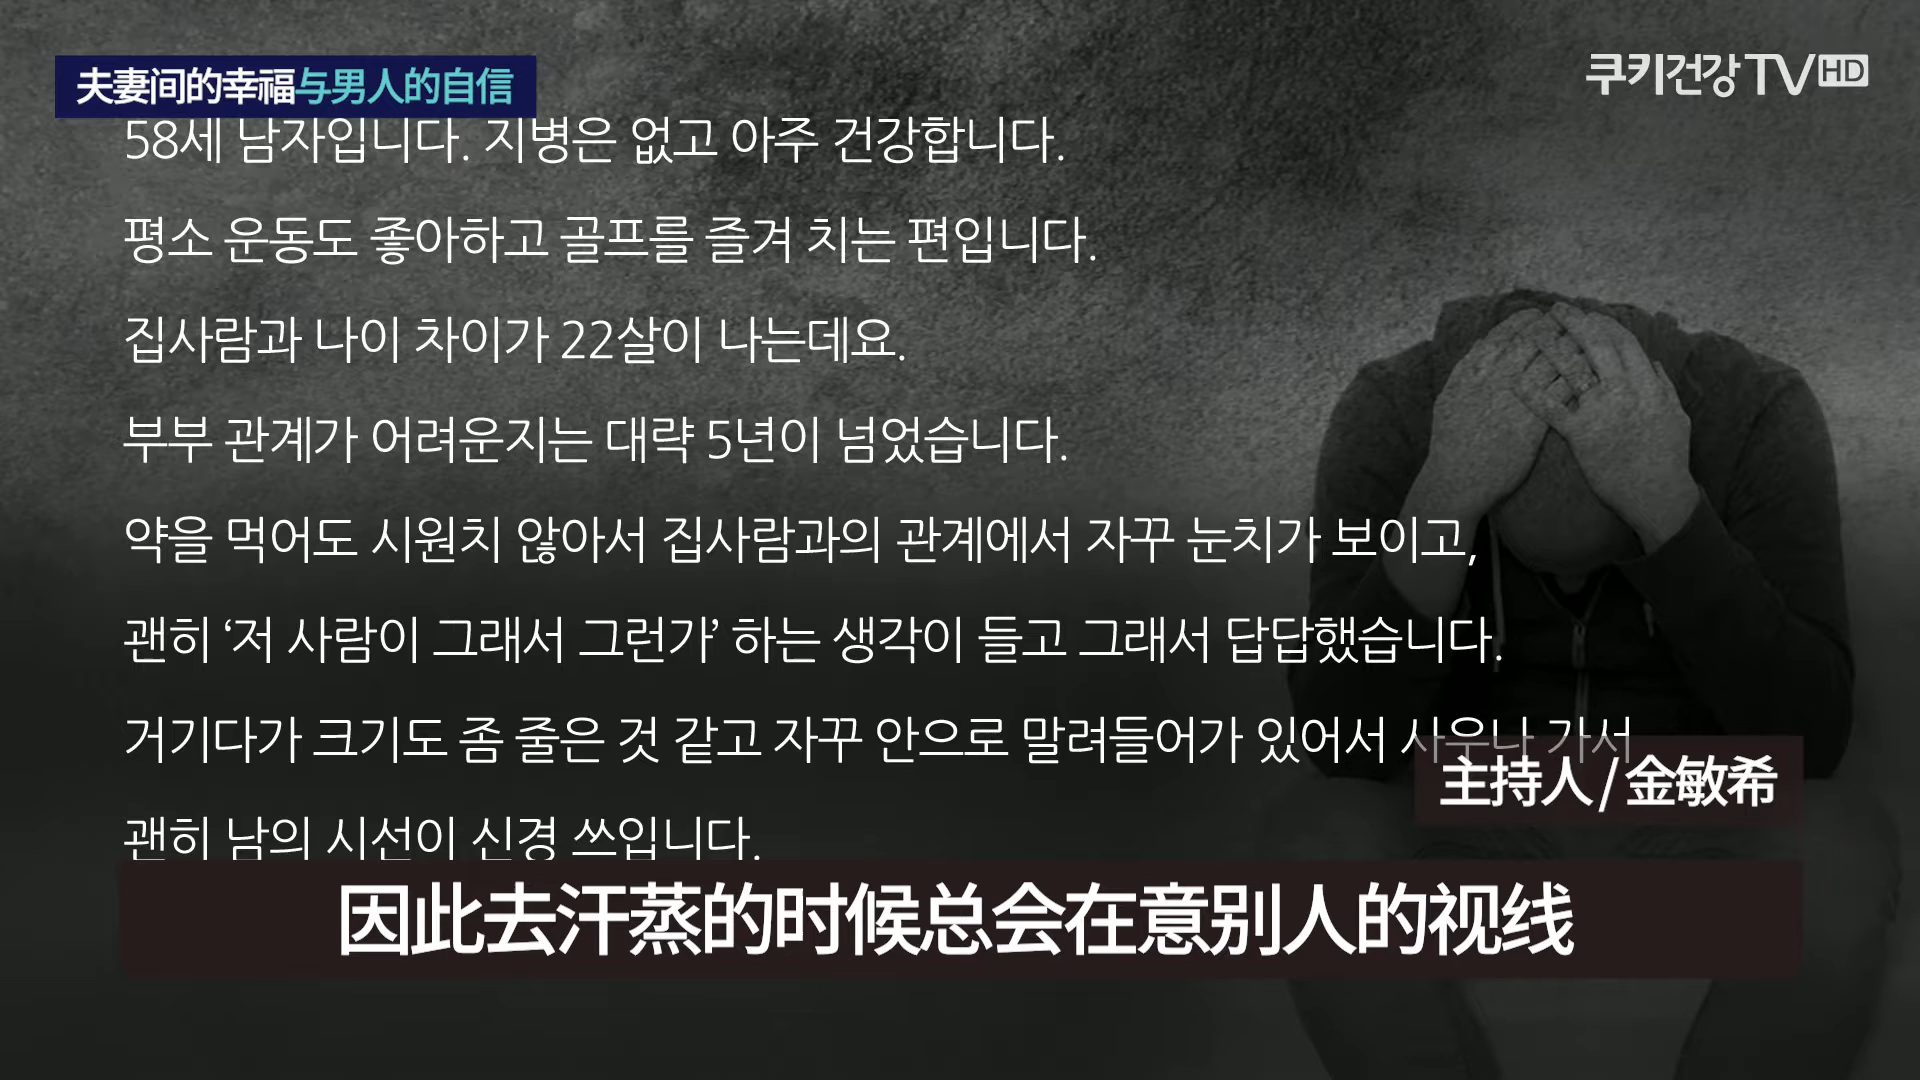 夫妻间的幸福与男人的自信
쿠키건강TV HD
58세 남자입니다. 지병은 없고 아주 건강합니다.
평소 운동도 좋아하고 골프를 즐겨 치는 편입니다.
집사람과 나이 차이가 22살이 나는데요.
부부 관계가 어려운지는 대략 5년이 넘었습니다.
약을 먹어도 시원치 않아서 집사람과의 관계에서 자꾸 눈치가 보이고,
괜히 ‘저 사람이 그래서 그런가’ 하는 생각이 들고 그래서 답답했습니다.
거기다가 크기도 좀 줄은 것 같고 자꾸 안으로 말려들어가 있어서 사우나 가서
괜히 남의 시선이 신경 쓰입니다.
主持人/金敏希
因此去汗蒸的时候总会在意别人的视线